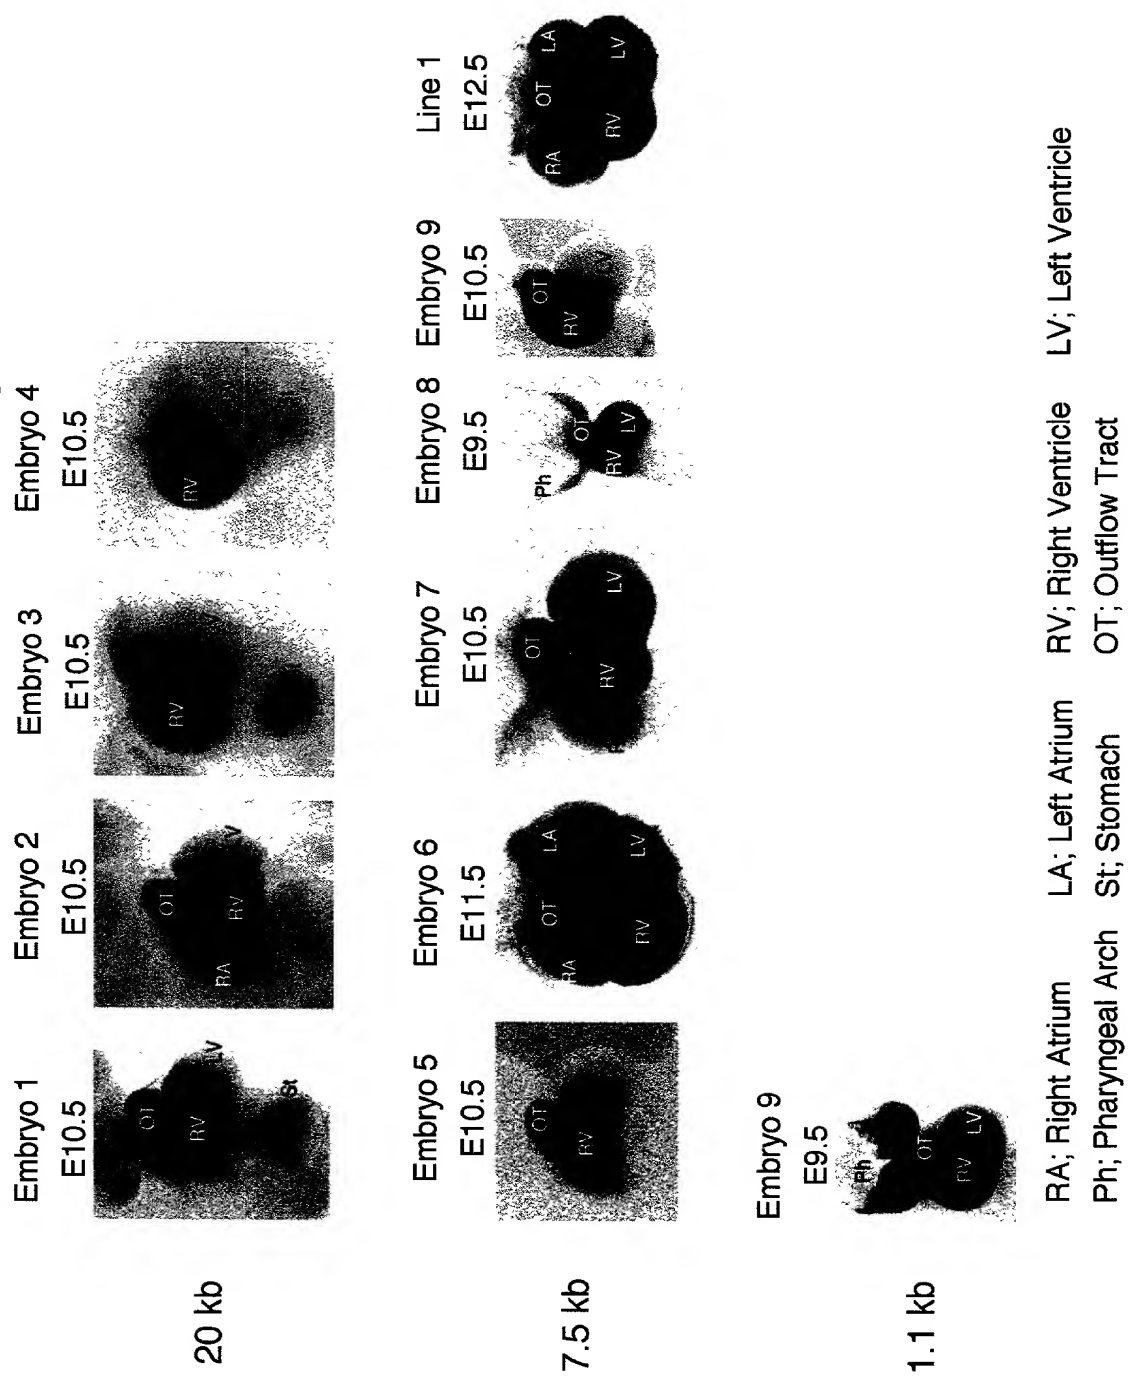 Embryo 1 Embryo 2 Embryo 3 Embryo 4
E10.5 E10.5 E10.5 E10.5
OT OT
RV LV RA RV RV RV
St
20 kb
Embryo 5 Embryo 6 Embryo 7 Embryo 8 Embryo 9 Line 1
E10.5 E11.5 E10.5 E9.5 E10.5 E12.5
OT RA OT LA OT Ph OT OT RA OT LA
RV RV LV RV LV RV LV RV RV LV
7.5 kb
Embryo 9
E9.5
Ph
OT
RV LV
1.1 kb
RA; Right Atrium LA; Left Atrium RV; Right Ventricle LV; Left Ventricle
Ph; Pharyngeal Arch St; Stomach OT; Outflow Tract